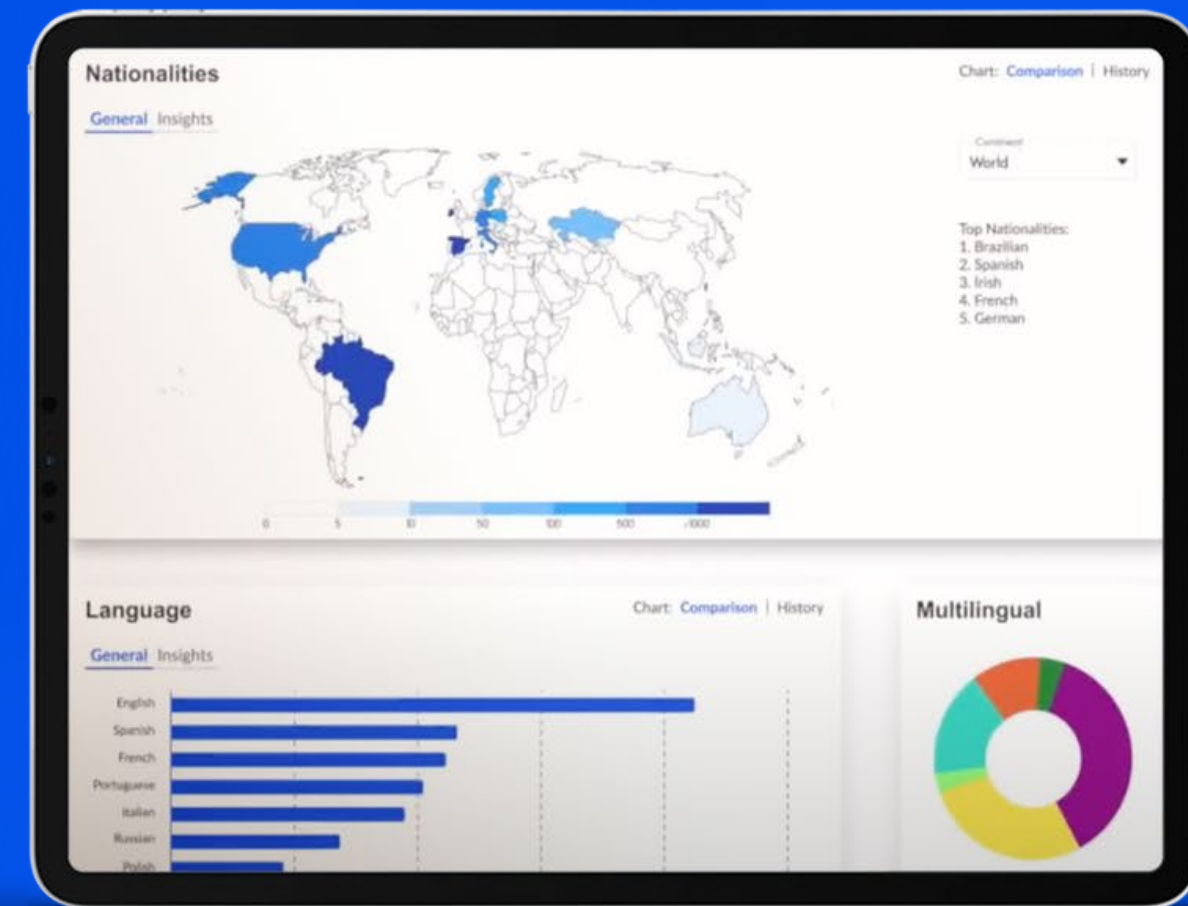 Nationalities
Chart: Comparison | History
General Insights
Continent
World
Top Nationalities:
1. Brazilian
2. Spanish
3. Irish
4. French
5. German
0 5 10 50 100 500 >1000
Language
Chart: Comparison | History
General Insights
English
Spanish
French
Portuguese
Italian
Russian
Polish
Multilingual